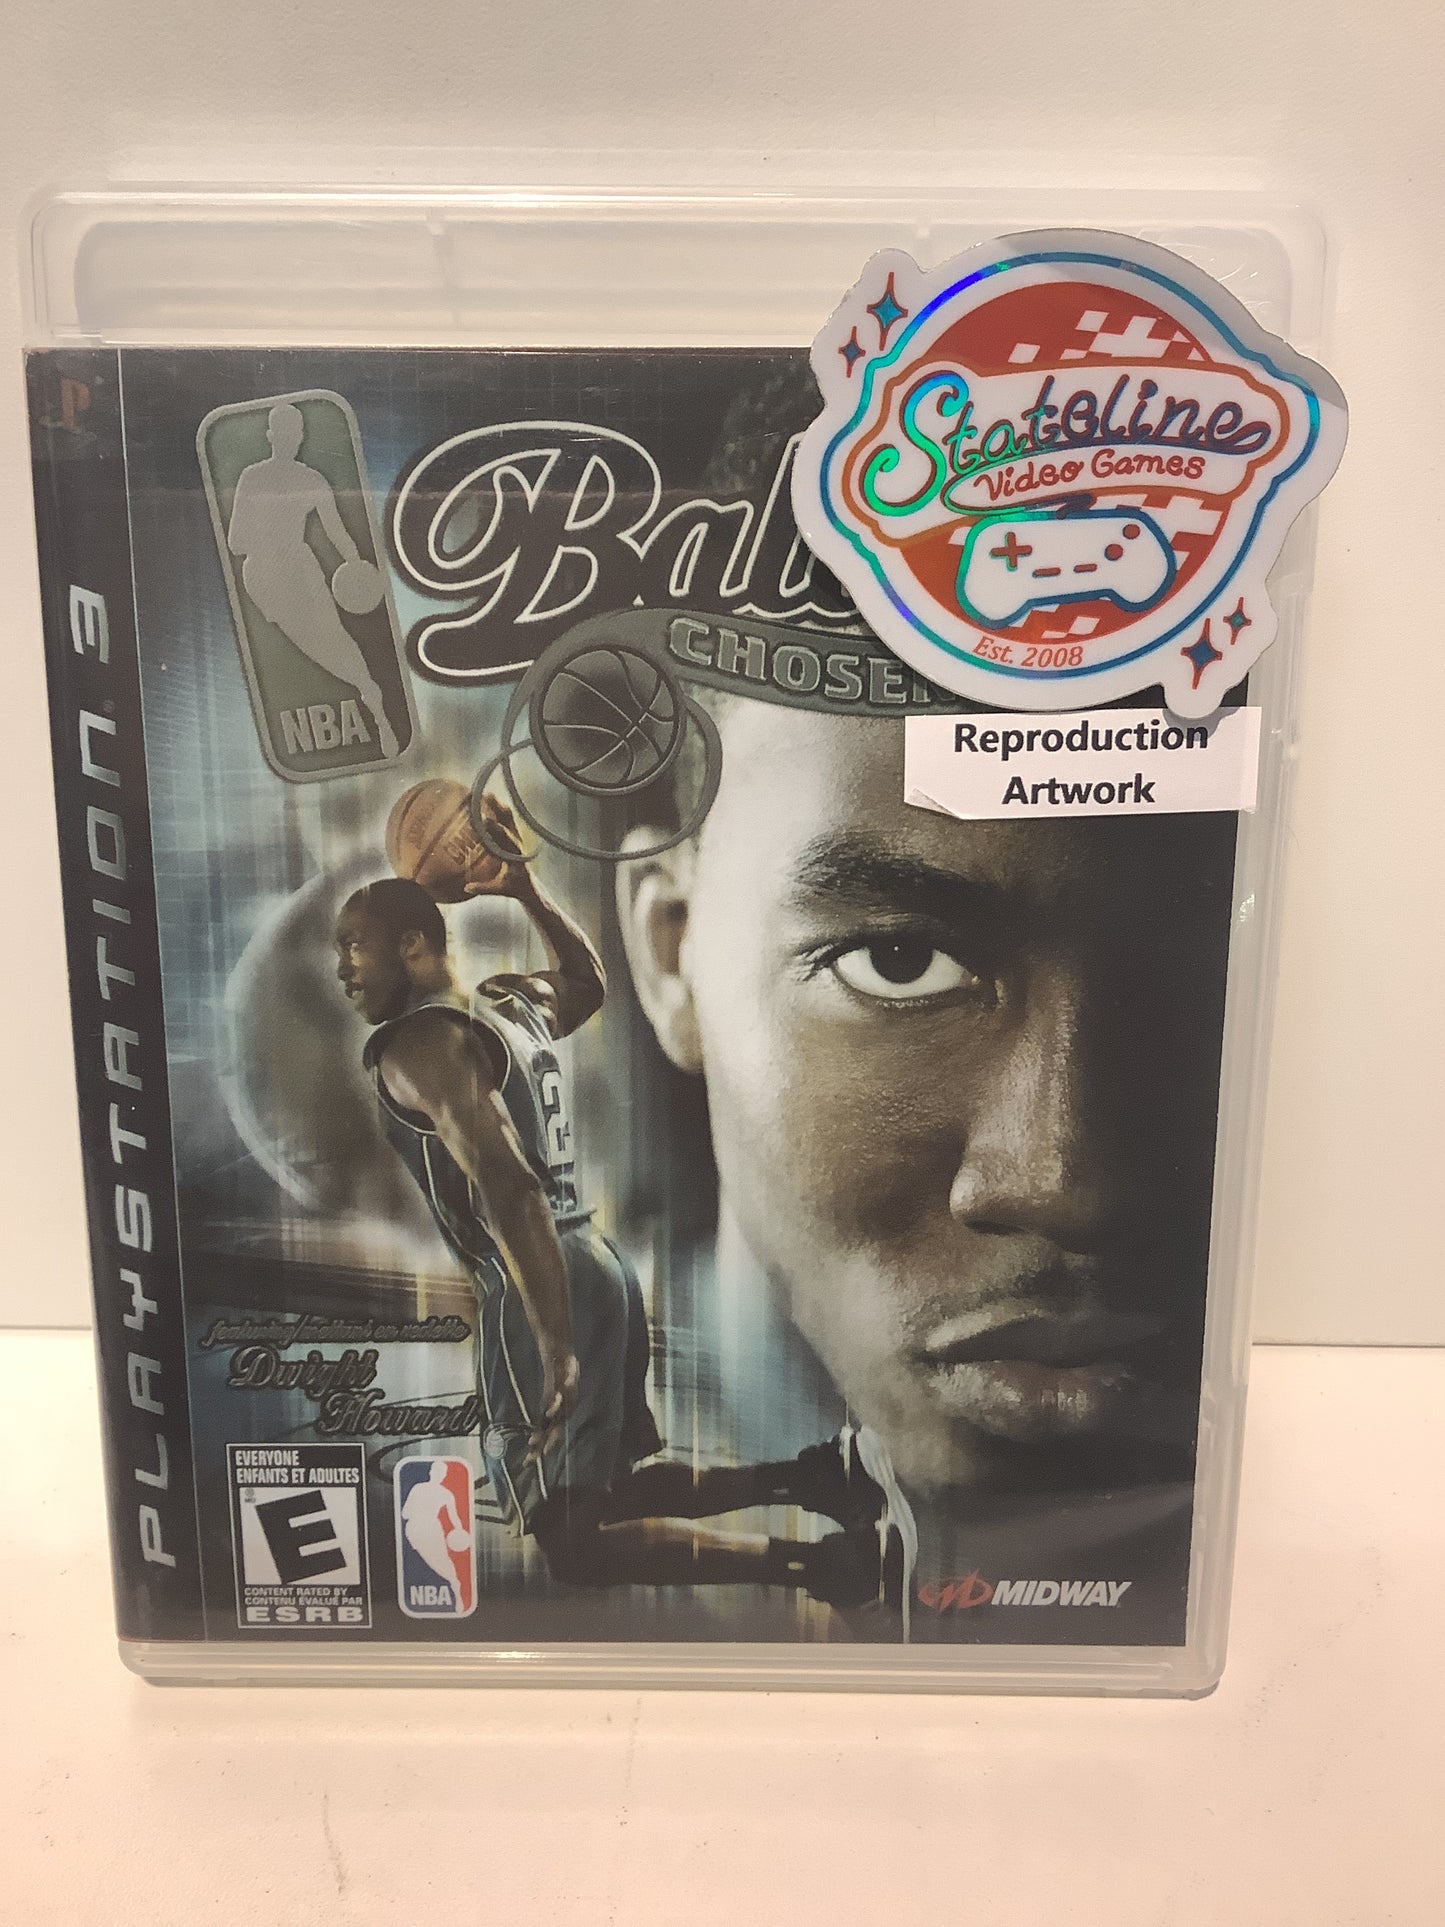 Stateline
Video Games
Est. 2008
Reproduction
Artwork
PLAYSTATION 3
NBA
Ball
CHOSEN
featuring/mettant en vedette
Dwight
Howard
EVERYONE
ENFANTS ET ADULTES
E
CONTENT RATED BY
CONTENU ÉVALUÉ PAR
ESRB
NBA
MIDWAY